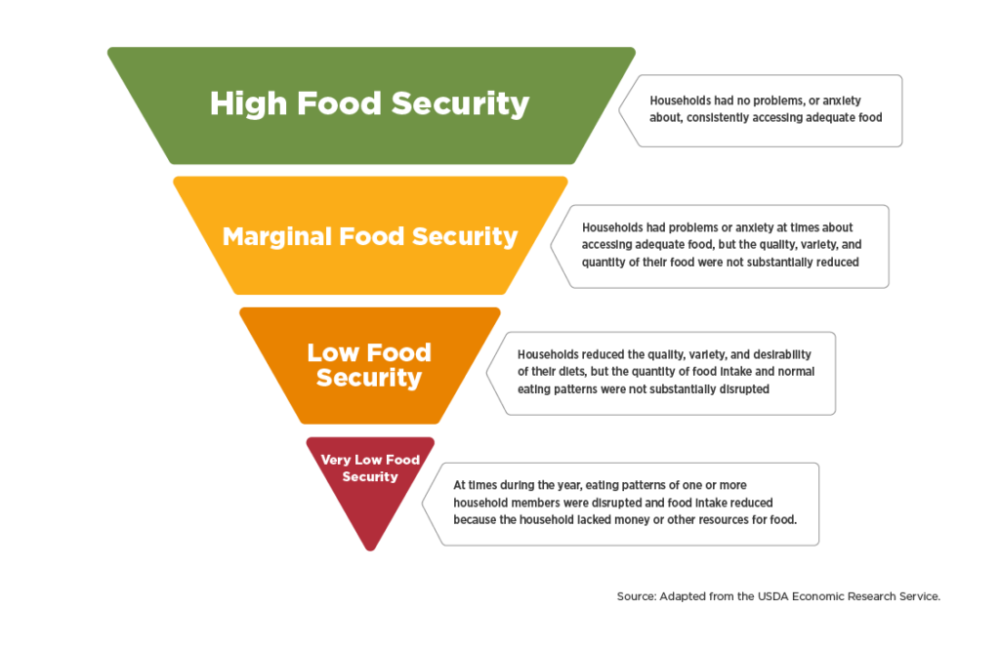 High Food Security
Households had no problems, or anxiety
about, consistently accessing adequate food
Marginal Food Security
Households had problems or anxiety at times about
accessing adequate food, but the quality, variety, and
quantity of their food were not substantially reduced
Low Food
Security
Households reduced the quality, variety, and desirability
of their diets, but the quantity of food intake and normal
eating patterns were not substantially disrupted
Very Low Food
Security
At times during the year, eating patterns of one or more
household members were disrupted and food intake reduced
because the household lacked money or other resources for food.
Source: Adapted from the USDA Economic Research Service.